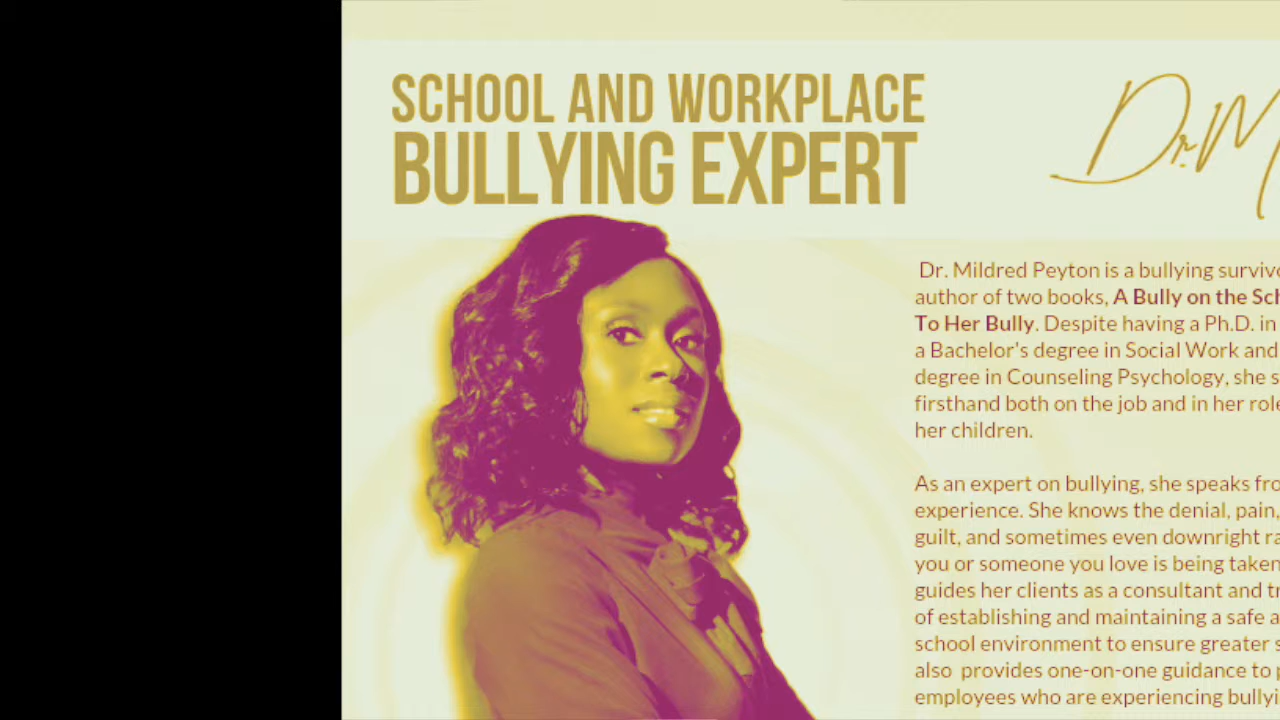 SCHOOL AND WORKPLACE
BULLYING EXPERT
Dr. M
Dr. Mildred Peyton is a bullying
author of two books, A Bully on the
To Her Bully. Despite having a Ph.D. in
a Bachelor's degree in Social Work and
degree in Counseling Psychology, she
firsthand both on the job and in her
her children.
As an expert on bullying, she speaks
experience. She knows the denial, pain,
guilt, and sometimes even downright
you or someone you love is being taken
guides her clients as a consultant and
of establishing and maintaining a safe
school environment to ensure greater
also provides one-on-one guidance to
employees who are experiencing